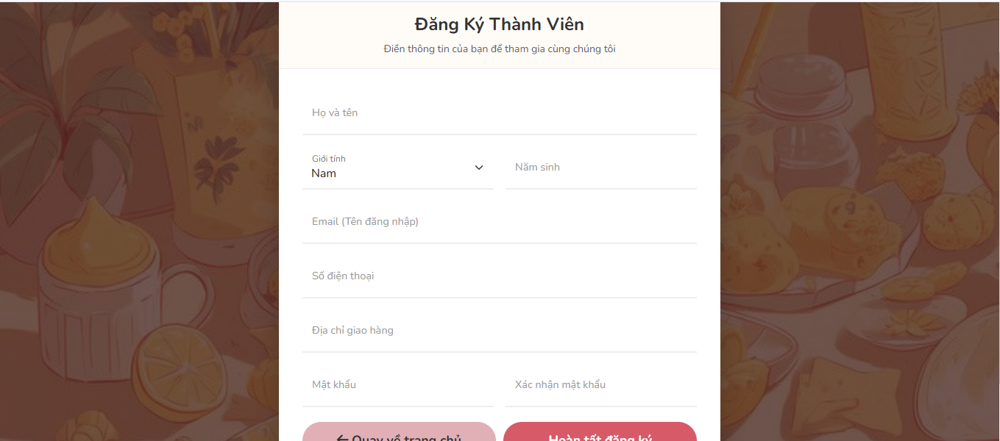 Đăng Ký Thành Viên
Điền thông tin của bạn để tham gia cùng chúng tôi
Họ và tên
Giới tính
Nam
Năm sinh
Email (Tên đăng nhập)
Số điện thoại
Địa chỉ giao hàng
Mật khẩu
Xác nhận mật khẩu
← Quay về trang chủ
Hoàn tất đăng ký